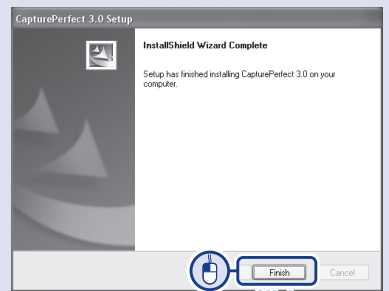 CapturePerfect 3.0 Setup
InstallShield Wizard Complete
Setup has finished installing CapturePerfect 3.0 on your
computer.
Finish
Cancel